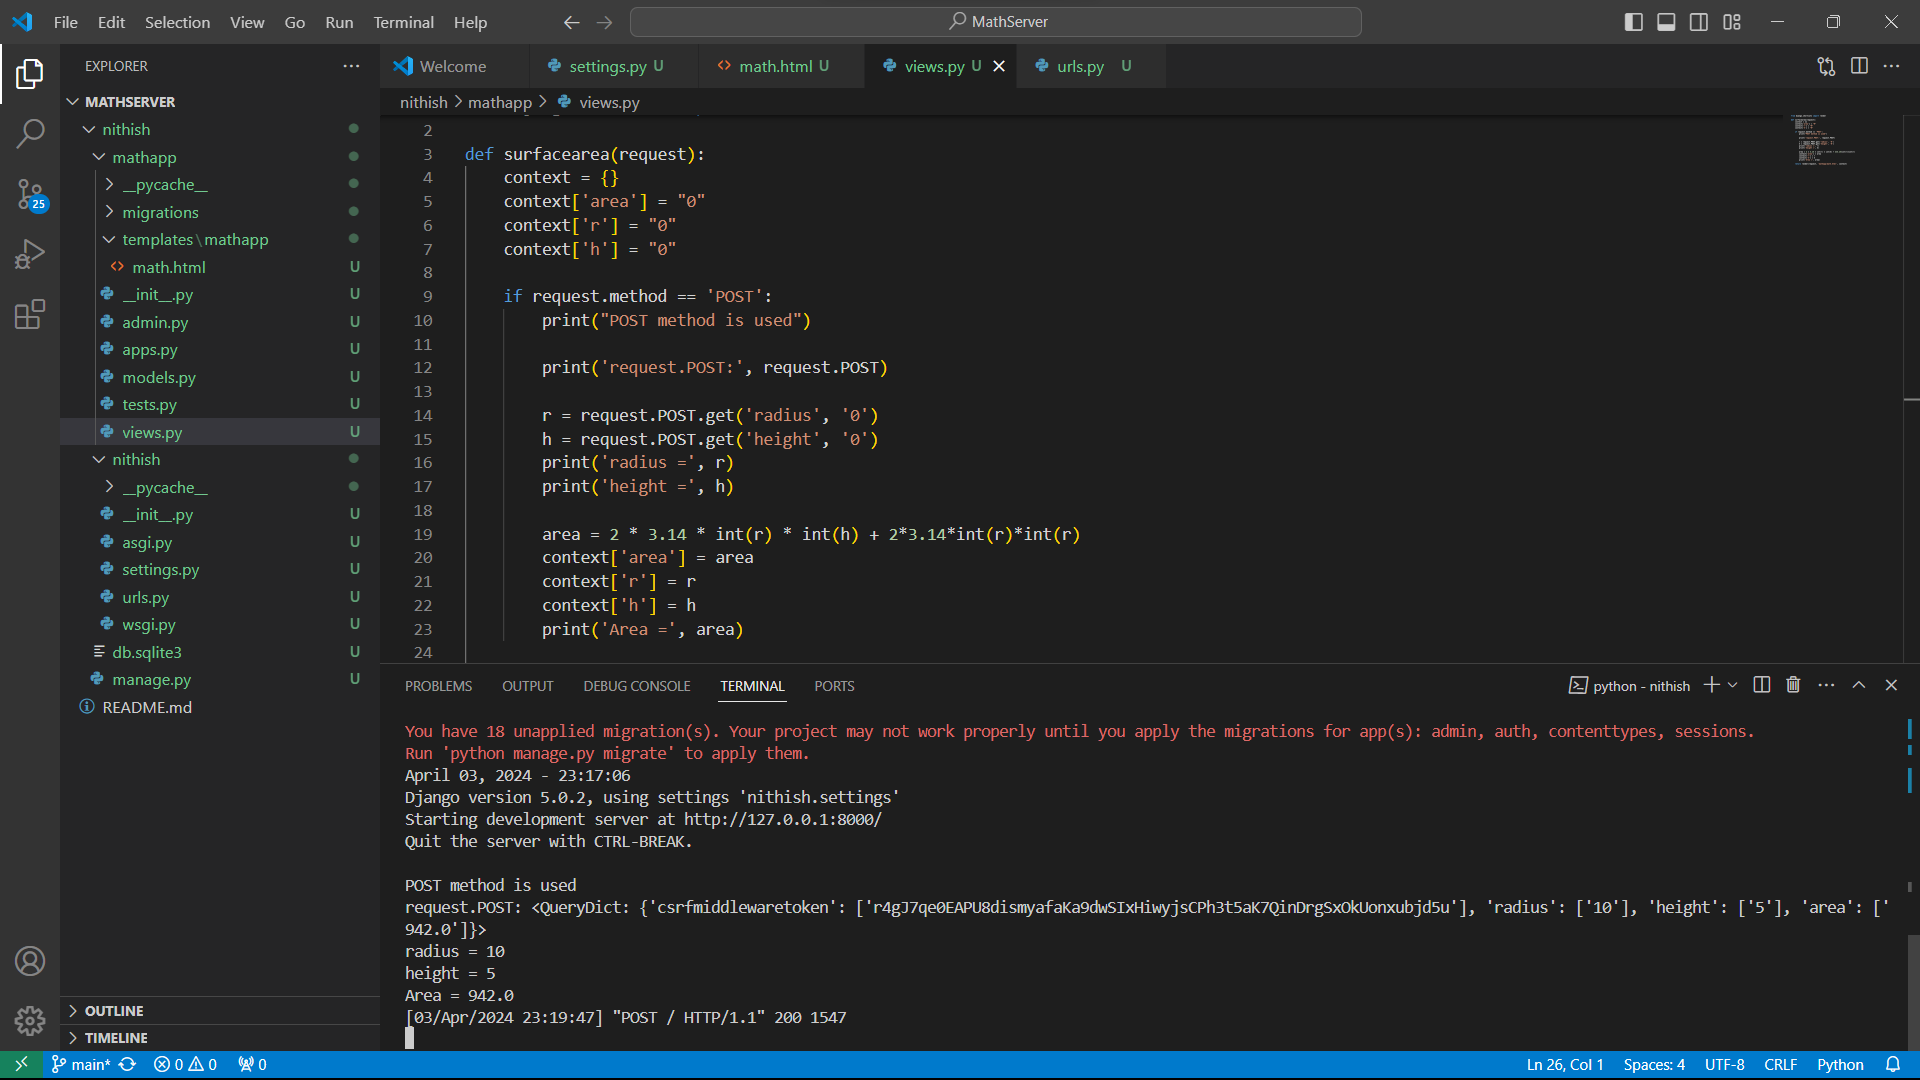 File Edit Selection View Go Run Terminal Help
MathServer
EXPLORER
Welcome
settings.py U
math.html U
views.py U
urls.py U
nithish > mathapp > views.py
MATHSERVER
nithish
mathapp
__pycache__
migrations
templates\mathapp
math.html U
__init__.py U
admin.py U
apps.py U
models.py U
tests.py U
views.py U
nithish
__pycache__
__init__.py U
asgi.py U
settings.py U
urls.py U
wsgi.py U
db.sqlite3 U
manage.py U
README.md
OUTLINE
TIMELINE
25
2
3 def surfacearea(request):
4 context = {}
5 context['area'] = "0"
6 context['r'] = "0"
7 context['h'] = "0"
8
9 if request.method == 'POST':
10 print("POST method is used")
11
12 print('request.POST:', request.POST)
13
14 r = request.POST.get('radius', '0')
15 h = request.POST.get('height', '0')
16 print('radius =', r)
17 print('height =', h)
18
19 area = 2 * 3.14 * int(r) * int(h) + 2*3.14*int(r)*int(r)
20 context['area'] = area
21 context['r'] = r
22 context['h'] = h
23 print('Area =', area)
24
PROBLEMS OUTPUT DEBUG CONSOLE TERMINAL PORTS
python - nithish
You have 18 unapplied migration(s). Your project may not work properly until you apply the migrations for app(s): admin, auth, contenttypes, sessions.
Run 'python manage.py migrate' to apply them.
April 03, 2024 - 23:17:06
Django version 5.0.2, using settings 'nithish.settings'
Starting development server at http://127.0.0.1:8000/
Quit the server with CTRL-BREAK.
POST method is used
request.POST: <QueryDict: {'csrfmiddlewaretoken': ['r4gJ7qe0EAPU8dismyafaKa9dwSIxHiwyjsCPh3t5aK7QinDrgSxOkUonxubjd5u'], 'radius': ['10'], 'height': ['5'], 'area': ['
942.0']}>
radius = 10
height = 5
Area = 942.0
[03/Apr/2024 23:19:47] "POST / HTTP/1.1" 200 1547
main* 0 0 0
Ln 26, Col 1 Spaces: 4 UTF-8 CRLF Python